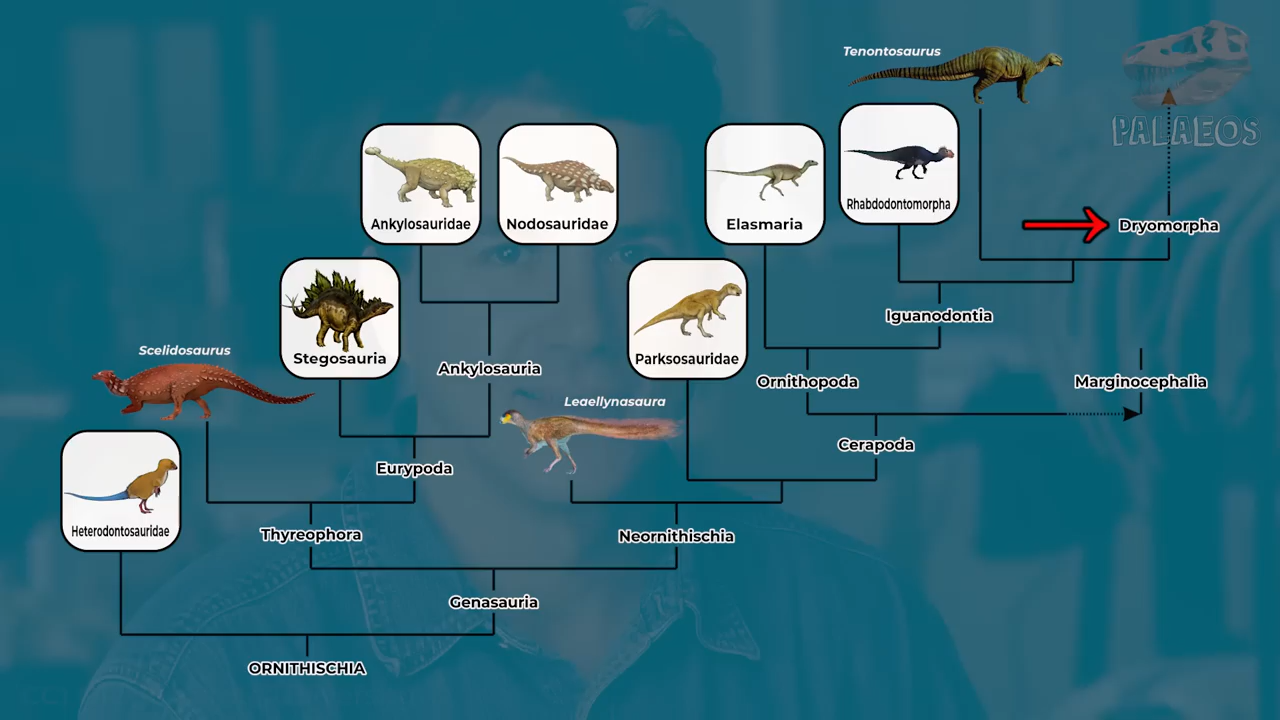 Tenontosaurus
PALAEOS
Rhabdodontomorpha
Ankylosauridae
Nodosauridae
Elasmaria
Dryomorpha
Iguanodontia
Scelidosaurus
Stegosauria
Parksosauridae
Ankylosauria
Ornithopoda
Marginocephalia
Leaellynasaura
Cerapoda
Eurypoda
Heterodontosauridae
Thyreophora
Neornithischia
Genasauria
ORNITHISCHIA